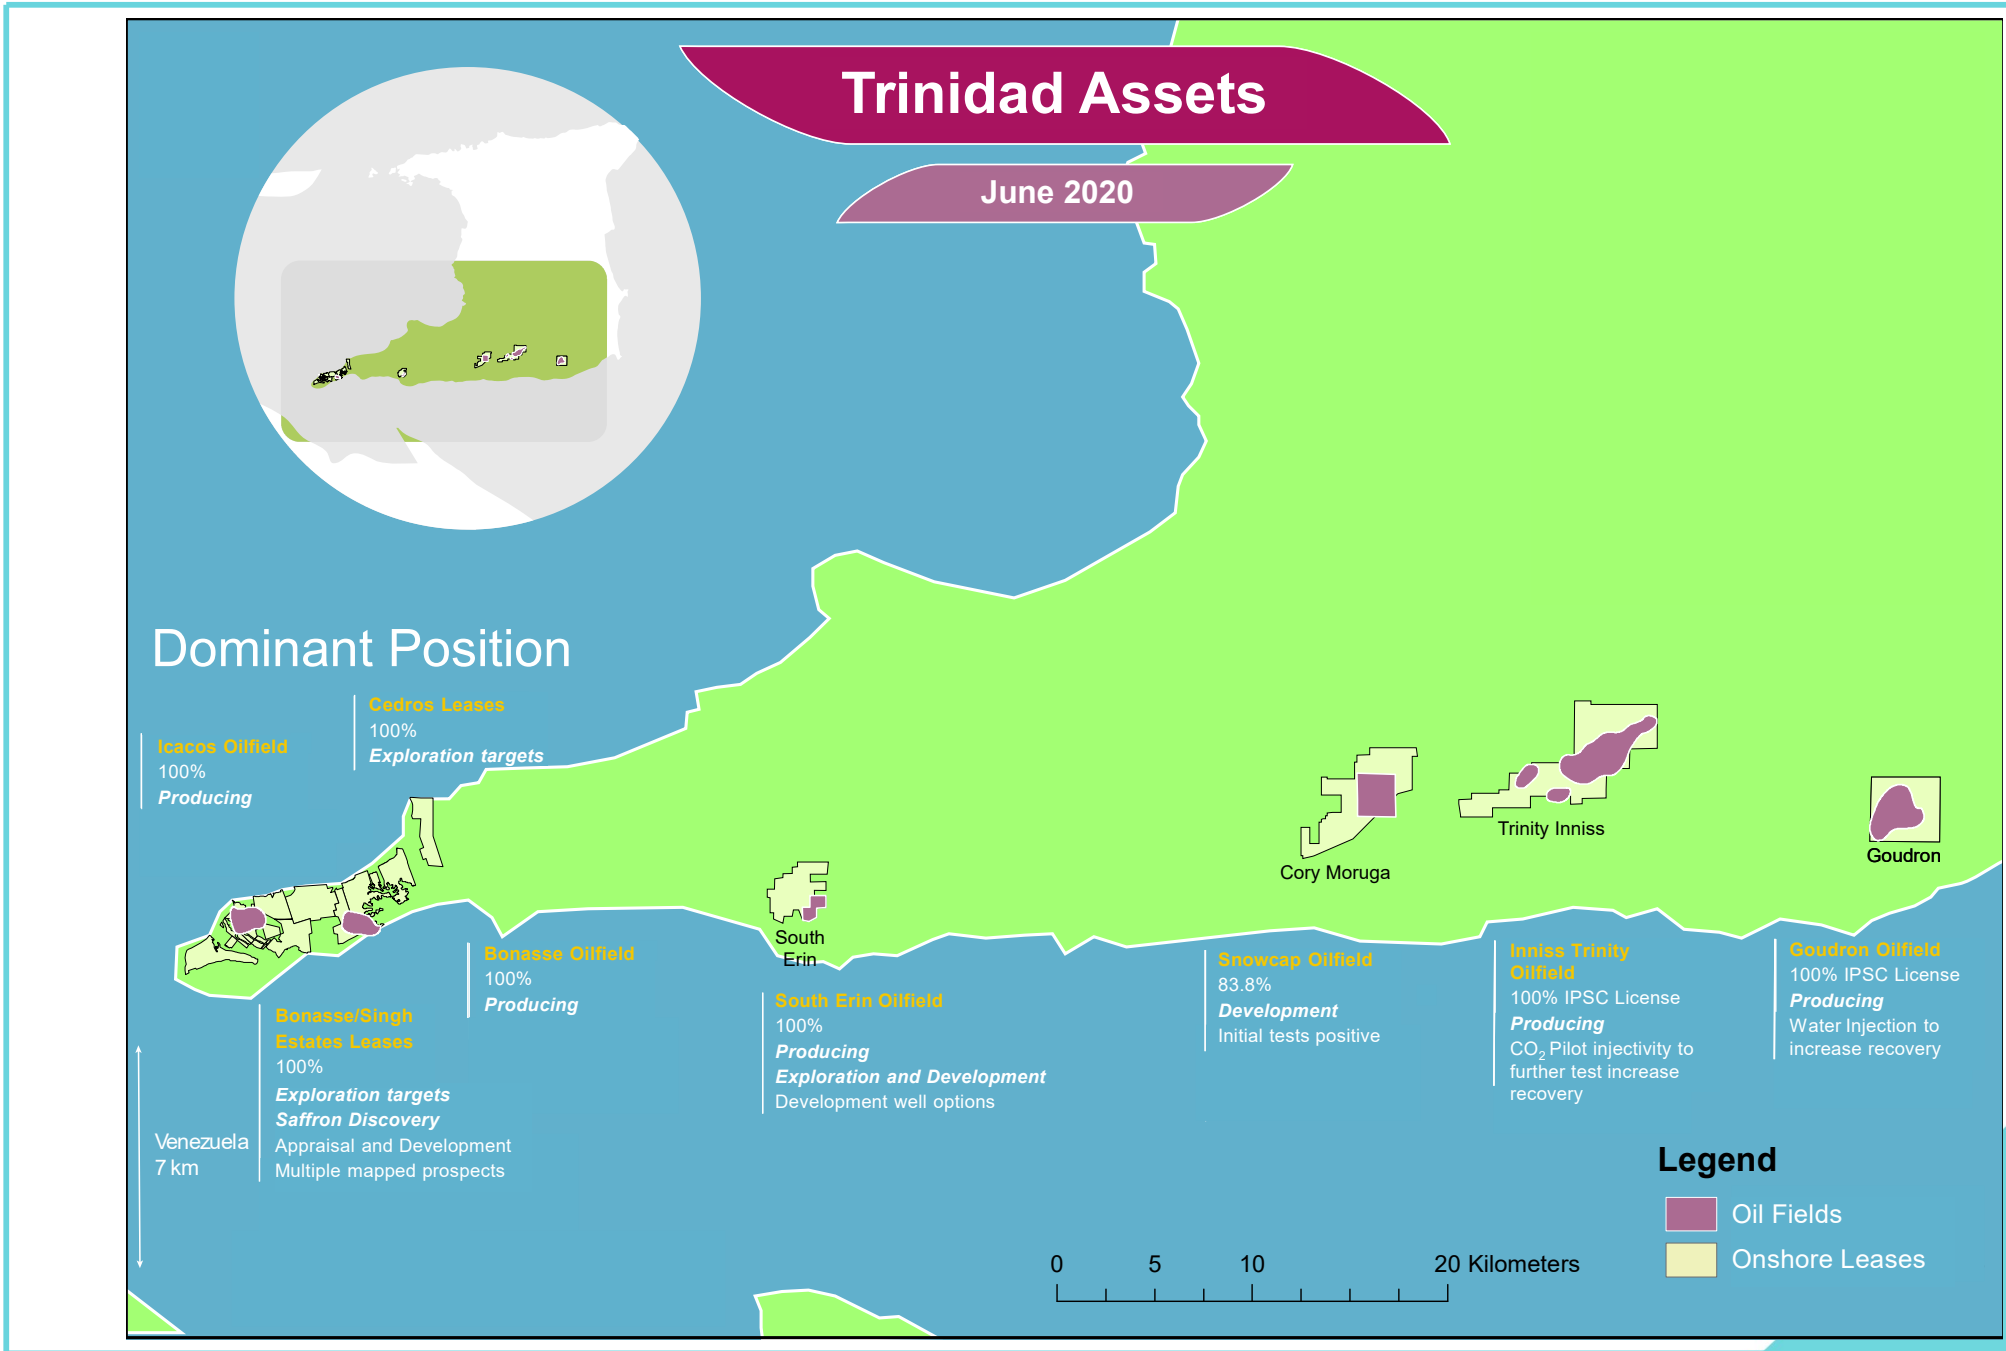 Trinidad Assets
June 2020
Dominant Position
Cedros Leases
100%
Exploration targets
Icacos Oilfield
100%
Producing
Trinity Inniss
Goudron
Cory Moruga
South
Erin
Bonasse Oilfield
100%
Producing
Bonasse/Singh
Estates Leases
100%
Exploration targets
Saffron Discovery
Appraisal and Development
Multiple mapped prospects
South Erin Oilfield
100%
Producing
Exploration and Development
Development well options
Snowcap Oilfield
83.8%
Development
Initial tests positive
Inniss Trinity
Oilfield
100% IPSC License
Producing
CO2 Pilot injectivity to
further test increase
recovery
Goudron Oilfield
100% IPSC License
Producing
Water Injection to
increase recovery
Venezuela
7 km
Legend
Oil Fields
Onshore Leases
0 5 10 20 Kilometers